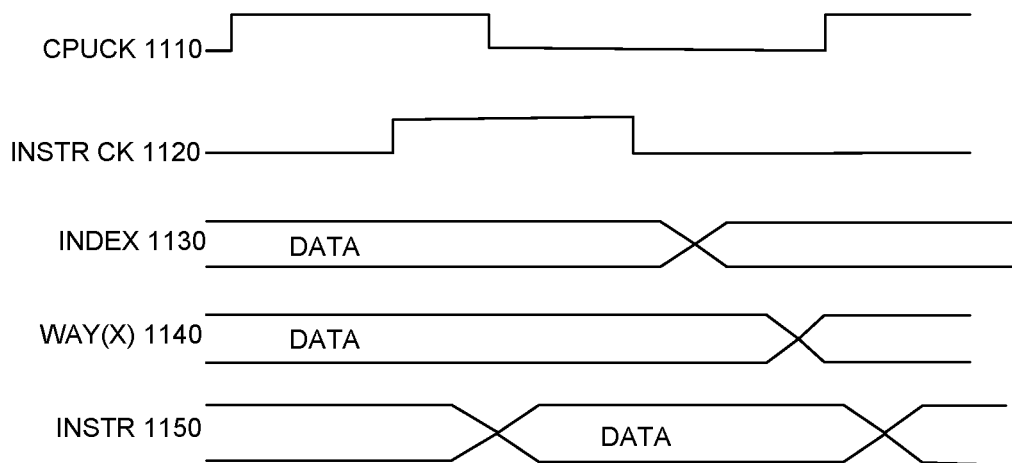 CPUCK 1110
INSTR CK 1120
INDEX 1130
DATA
WAY(X) 1140
DATA
INSTR 1150
DATA